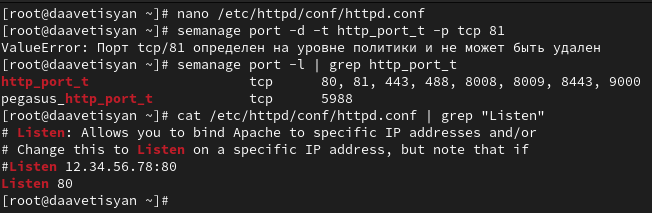 [root@daavetisyan ~]# nano /etc/httpd/conf/httpd.conf
[root@daavetisyan ~]# semanage port -d -t http_port_t -p tcp 81
ValueError: Порт tcp/81 определен на уровне политики и не может быть удален
[root@daavetisyan ~]# semanage port -l | grep http_port_t
http_port_t                    tcp      80, 81, 443, 488, 8008, 8009, 8443, 9000
pegasus_http_port_t            tcp      5988
[root@daavetisyan ~]# cat /etc/httpd/conf/httpd.conf | grep "Listen"
# Listen: Allows you to bind Apache to specific IP addresses and/or
# Change this to Listen on a specific IP address, but note that if
#Listen 12.34.56.78:80
Listen 80
[root@daavetisyan ~]#